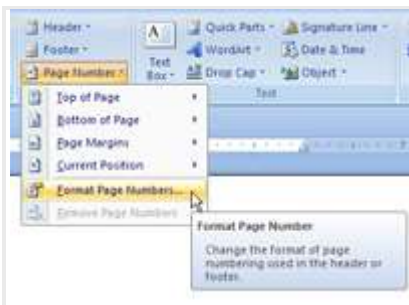 Header
Quick Parts
Signature Line
Footer
A
WordArt
Date & Time
Page Number
Text
Box
Drop Cap
Object
Text
Top of Page
Bottom of Page
Page Margins
Current Position
Format Page Numbers...
Remove Page Numbers
Format Page Number
Change the format of page
numbering used in the header or
footer.